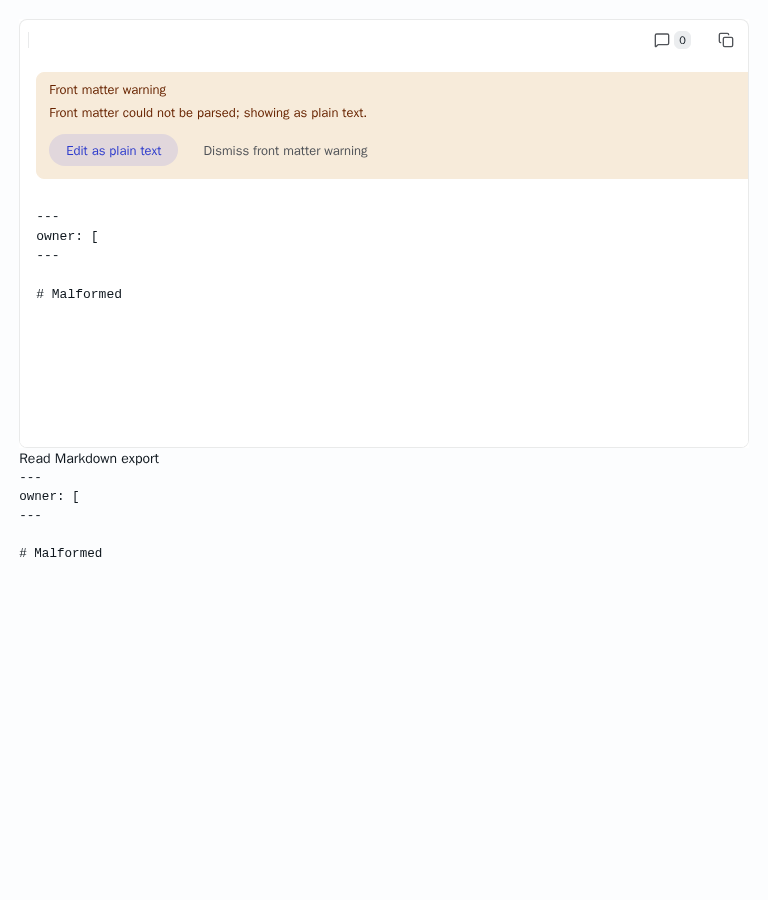 0
Front matter warning
Front matter could not be parsed; showing as plain text.
Edit as plain text Dismiss front matter warning
---
owner: [
---
# Malformed
Read Markdown export
---
owner: [
---
# Malformed